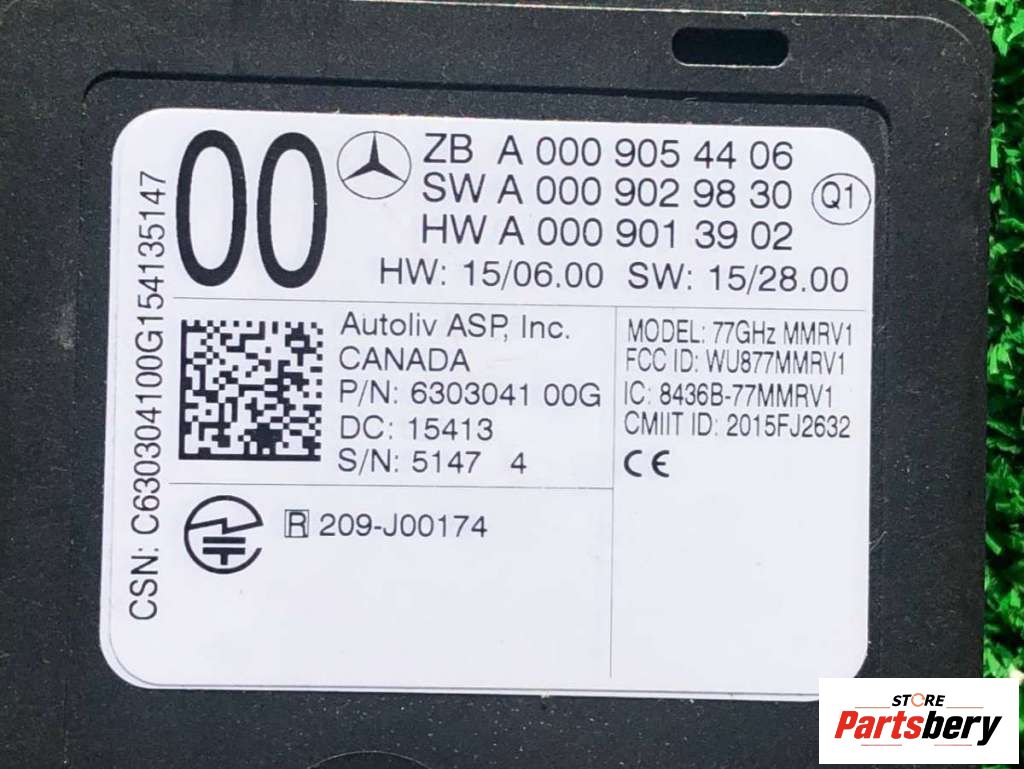 00
ZB A 000 905 44 06
SW A 000 902 98 30
HW A 000 901 39 02
Q1
HW: 15/06.00 SW: 15/28.00
CSN: C630304100G154135147
Autoliv ASP, Inc.
CANADA
P/N: 6303041 00G
DC: 15413
S/N: 5147 4
MODEL: 77GHz MMRV1
FCC ID: WU877MMRV1
IC: 8436B-77MMRV1
CMIIT ID: 2015FJ2632
CE
R 209-J00174
STORE
Partsbery